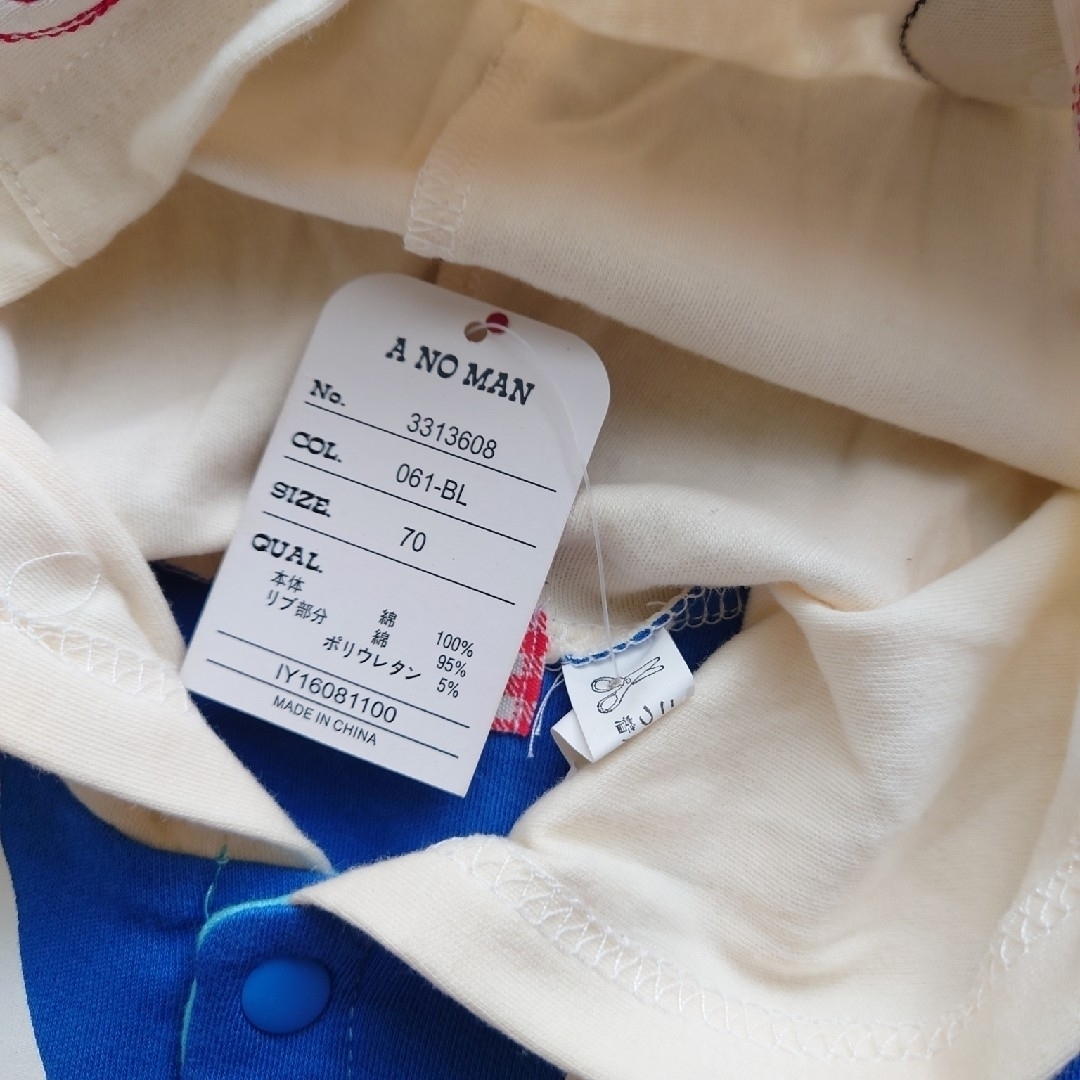 A NO MAN
No. 3313608
COL. 061-BL
SIZE. 70
QUAL.
本体 綿 100%
リブ部分 綿 95%
ポリウレタン 5%
IY16081100
MADE IN CHINA